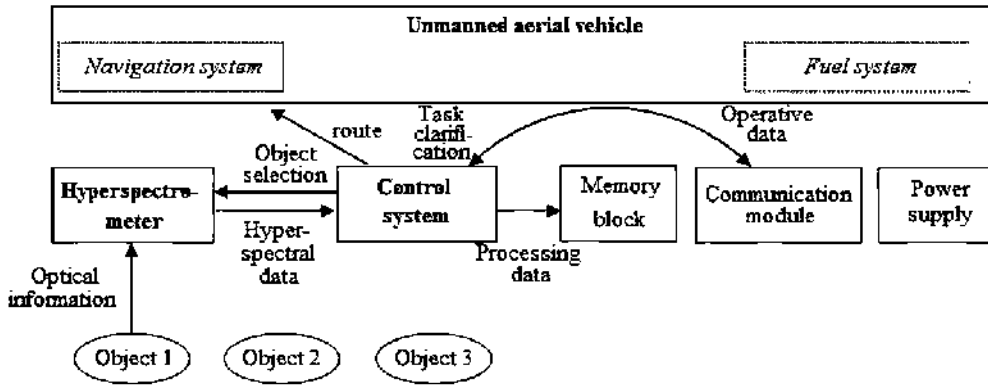 Unmanned aerial vehicle
Navigation system
Fuel system
route
Task
clarifi-
cation
Operative
data
Object
selection
Hyperspectro-
meter
Control
system
Memory
block
Communication
module
Power
supply
Hyper-
spectral
data
Processing
data
Optical
information
Object 1
Object 2
Object 3